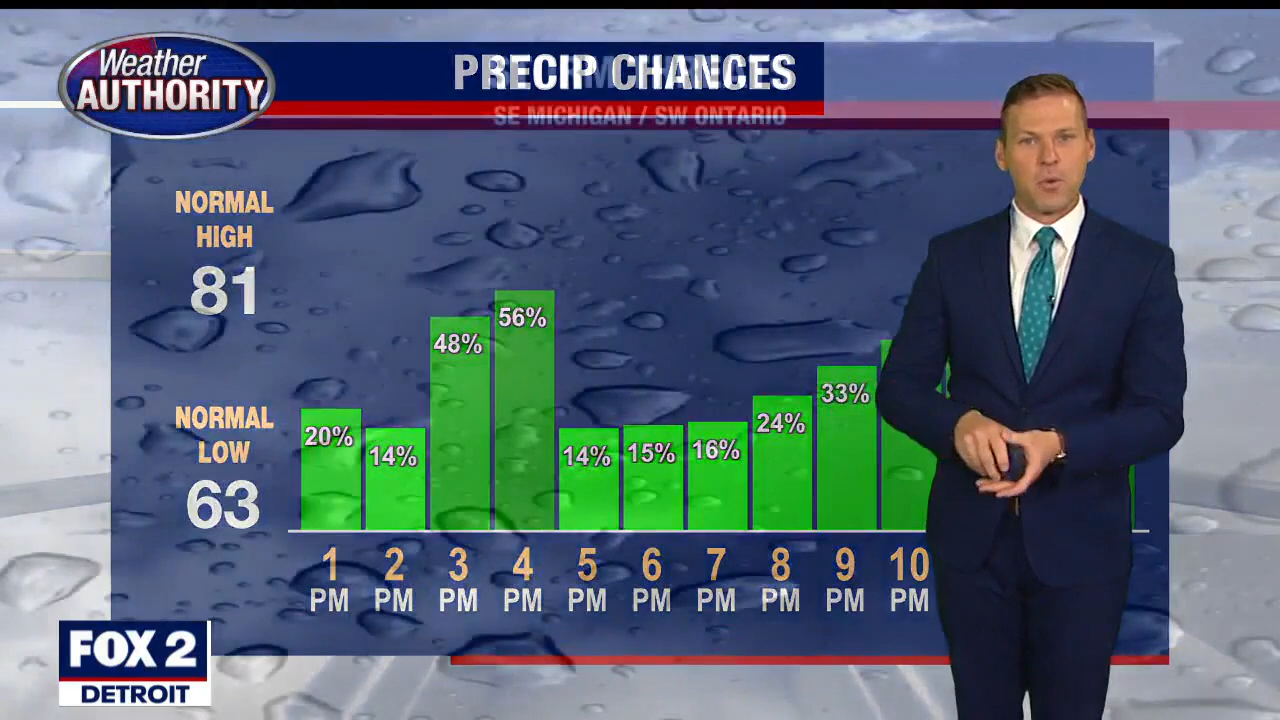 Weather
AUTHORITY
PRECIP CHANCES
SE MICHIGAN / SW ONTARIO
NORMAL
HIGH
81
NORMAL
LOW
63
20%
14%
48%
56%
14%
15%
16%
24%
33%
1 2 3 4 5 6 7 8 9 10
PM PM PM PM PM PM PM PM PM PM
FOX 2
DETROIT